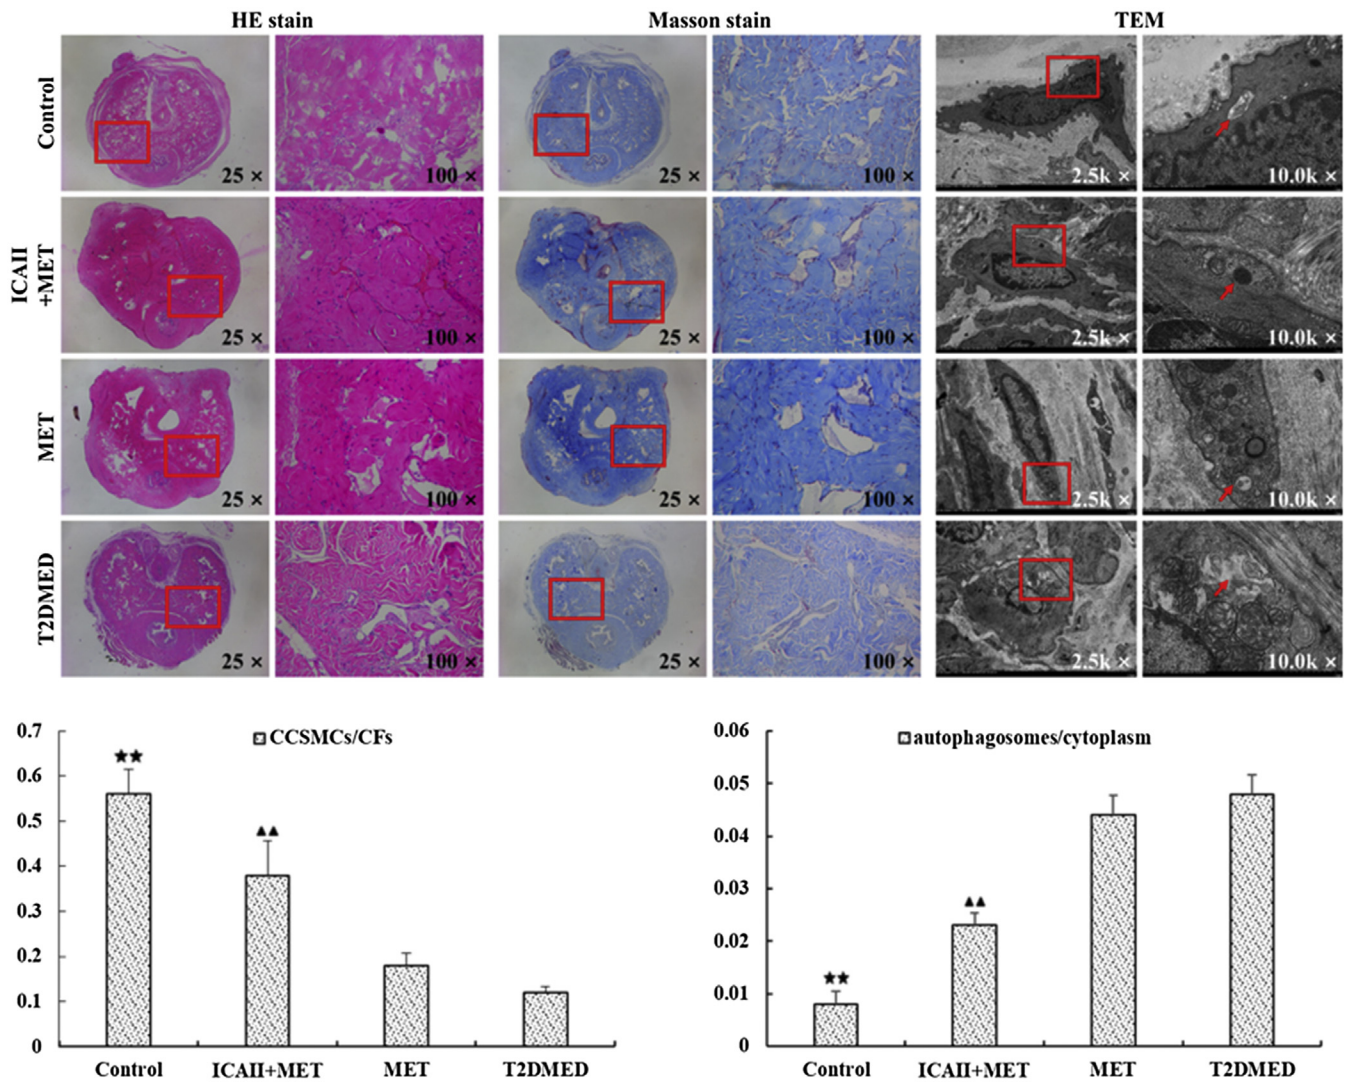 HE stain Masson stain TEM
Control
25 × 100 × 25 × 100 × 2.5k × 10.0k ×
ICAII
+MET
25 × 100 × 25 × 100 × 2.5k × 10.0k ×
MET
25 × 100 × 25 × 100 × 2.5k × 10.0k ×
T2DMED
25 × 100 × 25 × 100 × 2.5k × 10.0k ×
CCSMCs/CFs
0.7
0.6
0.5
0.4
0.3
0.2
0.1
0
★★
▲▲
Control ICAII+MET MET T2DMED
autophagosomes/cytoplasm
0.06
0.05
0.04
0.03
0.02
0.01
0
★★
▲▲
Control ICAII+MET MET T2DMED